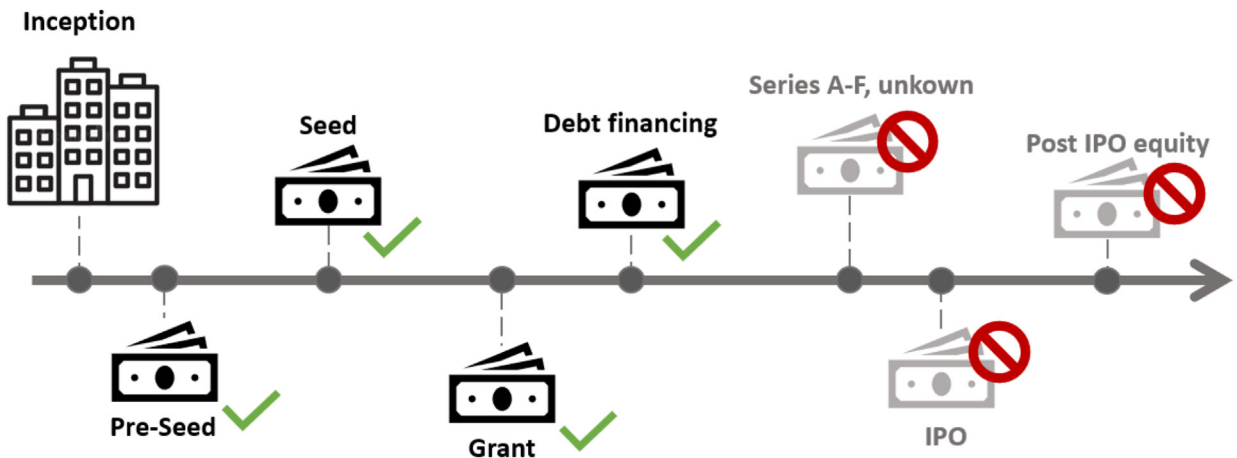 Inception
Pre-Seed
Seed
Grant
Debt financing
Series A-F, unkown
IPO
Post IPO equity